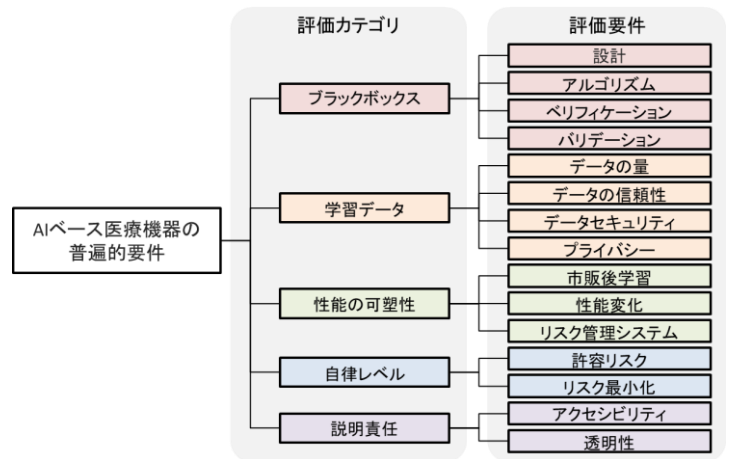 評価カテゴリ
評価要件
AIベース医療機器の
普遍的要件
ブラックボックス
設計
アルゴリズム
ベリフィケーション
バリデーション
学習データ
データの量
データの信頼性
データセキュリティ
プライバシー
性能の可塑性
市販後学習
性能変化
リスク管理システム
自律レベル
許容リスク
リスク最小化
説明責任
アクセシビリティ
透明性